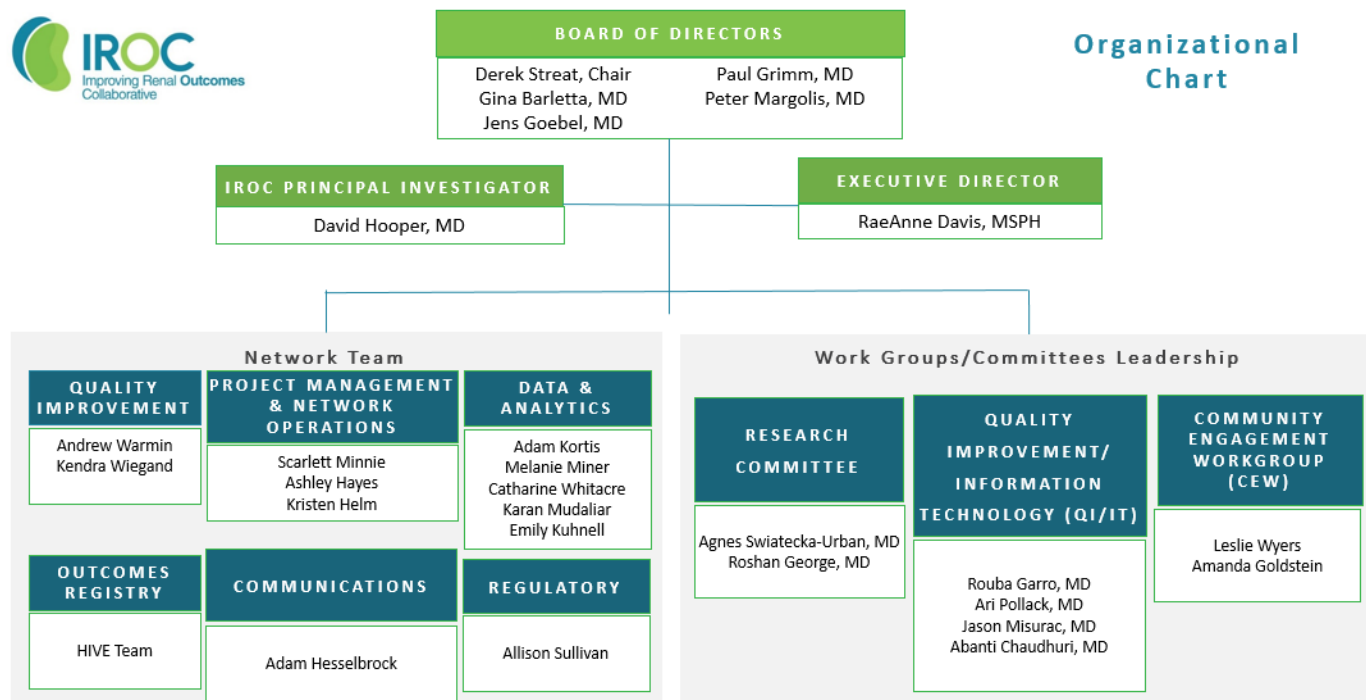 IROC
Improving Renal Outcomes
Collaborative
Organizational
Chart
BOARD OF DIRECTORS
Derek Streat, Chair
Gina Barletta, MD
Jens Goebel, MD
Paul Grimm, MD
Peter Margolis, MD
IROC PRINCIPAL INVESTIGATOR
David Hooper, MD
EXECUTIVE DIRECTOR
RaeAnne Davis, MSPH
Network Team
QUALITY
IMPROVEMENT
Andrew Warmin
Kendra Wiegand
PROJECT MANAGEMENT
& NETWORK
OPERATIONS
Scarlett Minnie
Ashley Hayes
Kristen Helm
DATA &
ANALYTICS
Adam Kortis
Melanie Miner
Catharine Whitacre
Karan Mudaliar
Emily Kuhnell
OUTCOMES
REGISTRY
HIVE Team
COMMUNICATIONS
Adam Hesselbrock
REGULATORY
Allison Sullivan
Work Groups/Committees Leadership
RESEARCH
COMMITTEE
Agnes Swiatecka-Urban, MD
Roshan George, MD
QUALITY
IMPROVEMENT/
INFORMATION
TECHNOLOGY (QI/IT)
Rouba Garro, MD
Ari Pollack, MD
Jason Misurac, MD
Abanti Chaudhuri, MD
COMMUNITY
ENGAGEMENT
WORKGROUP
(CEW)
Leslie Wyers
Amanda Goldstein